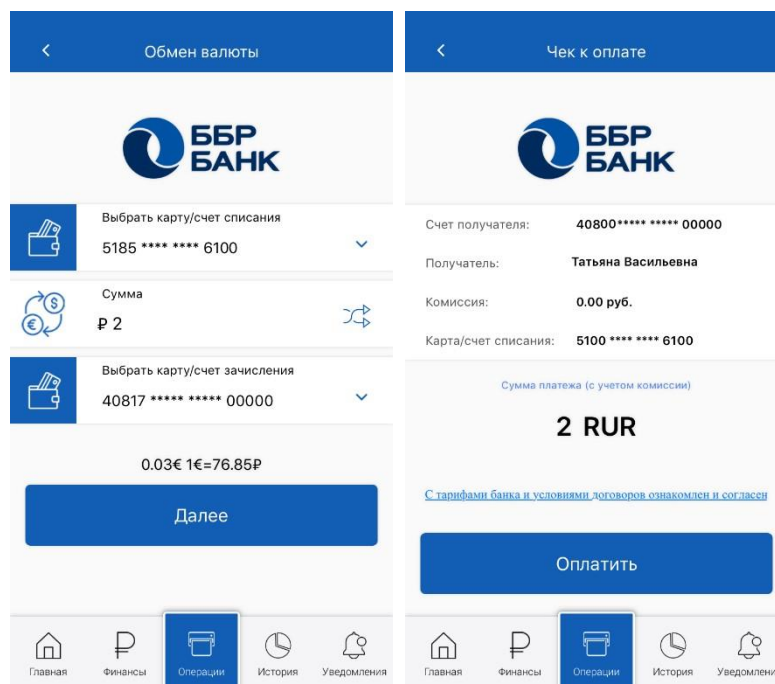 Обмен валюты
ББР
БАНК
Выбрать карту/счет списания
5185 **** **** 6100
Сумма
₽ 2
Выбрать карту/счет зачисления
40817 ***** ***** 00000
0.03€ 1€=76.85₽
Далее
Главная
Финансы
Операции
История
Уведомления
Чек к оплате
ББР
БАНК
Счет получателя: 40800***** ***** 00000
Получатель: Татьяна Васильевна
Комиссия: 0.00 руб.
Карта/счет списания: 5100 **** **** 6100
Сумма платежа (с учетом комиссии)
2 RUR
С тарифами банка и условиями договоров ознакомлен и согласен
Оплатить
Главная
Финансы
Операции
История
Уведомлени